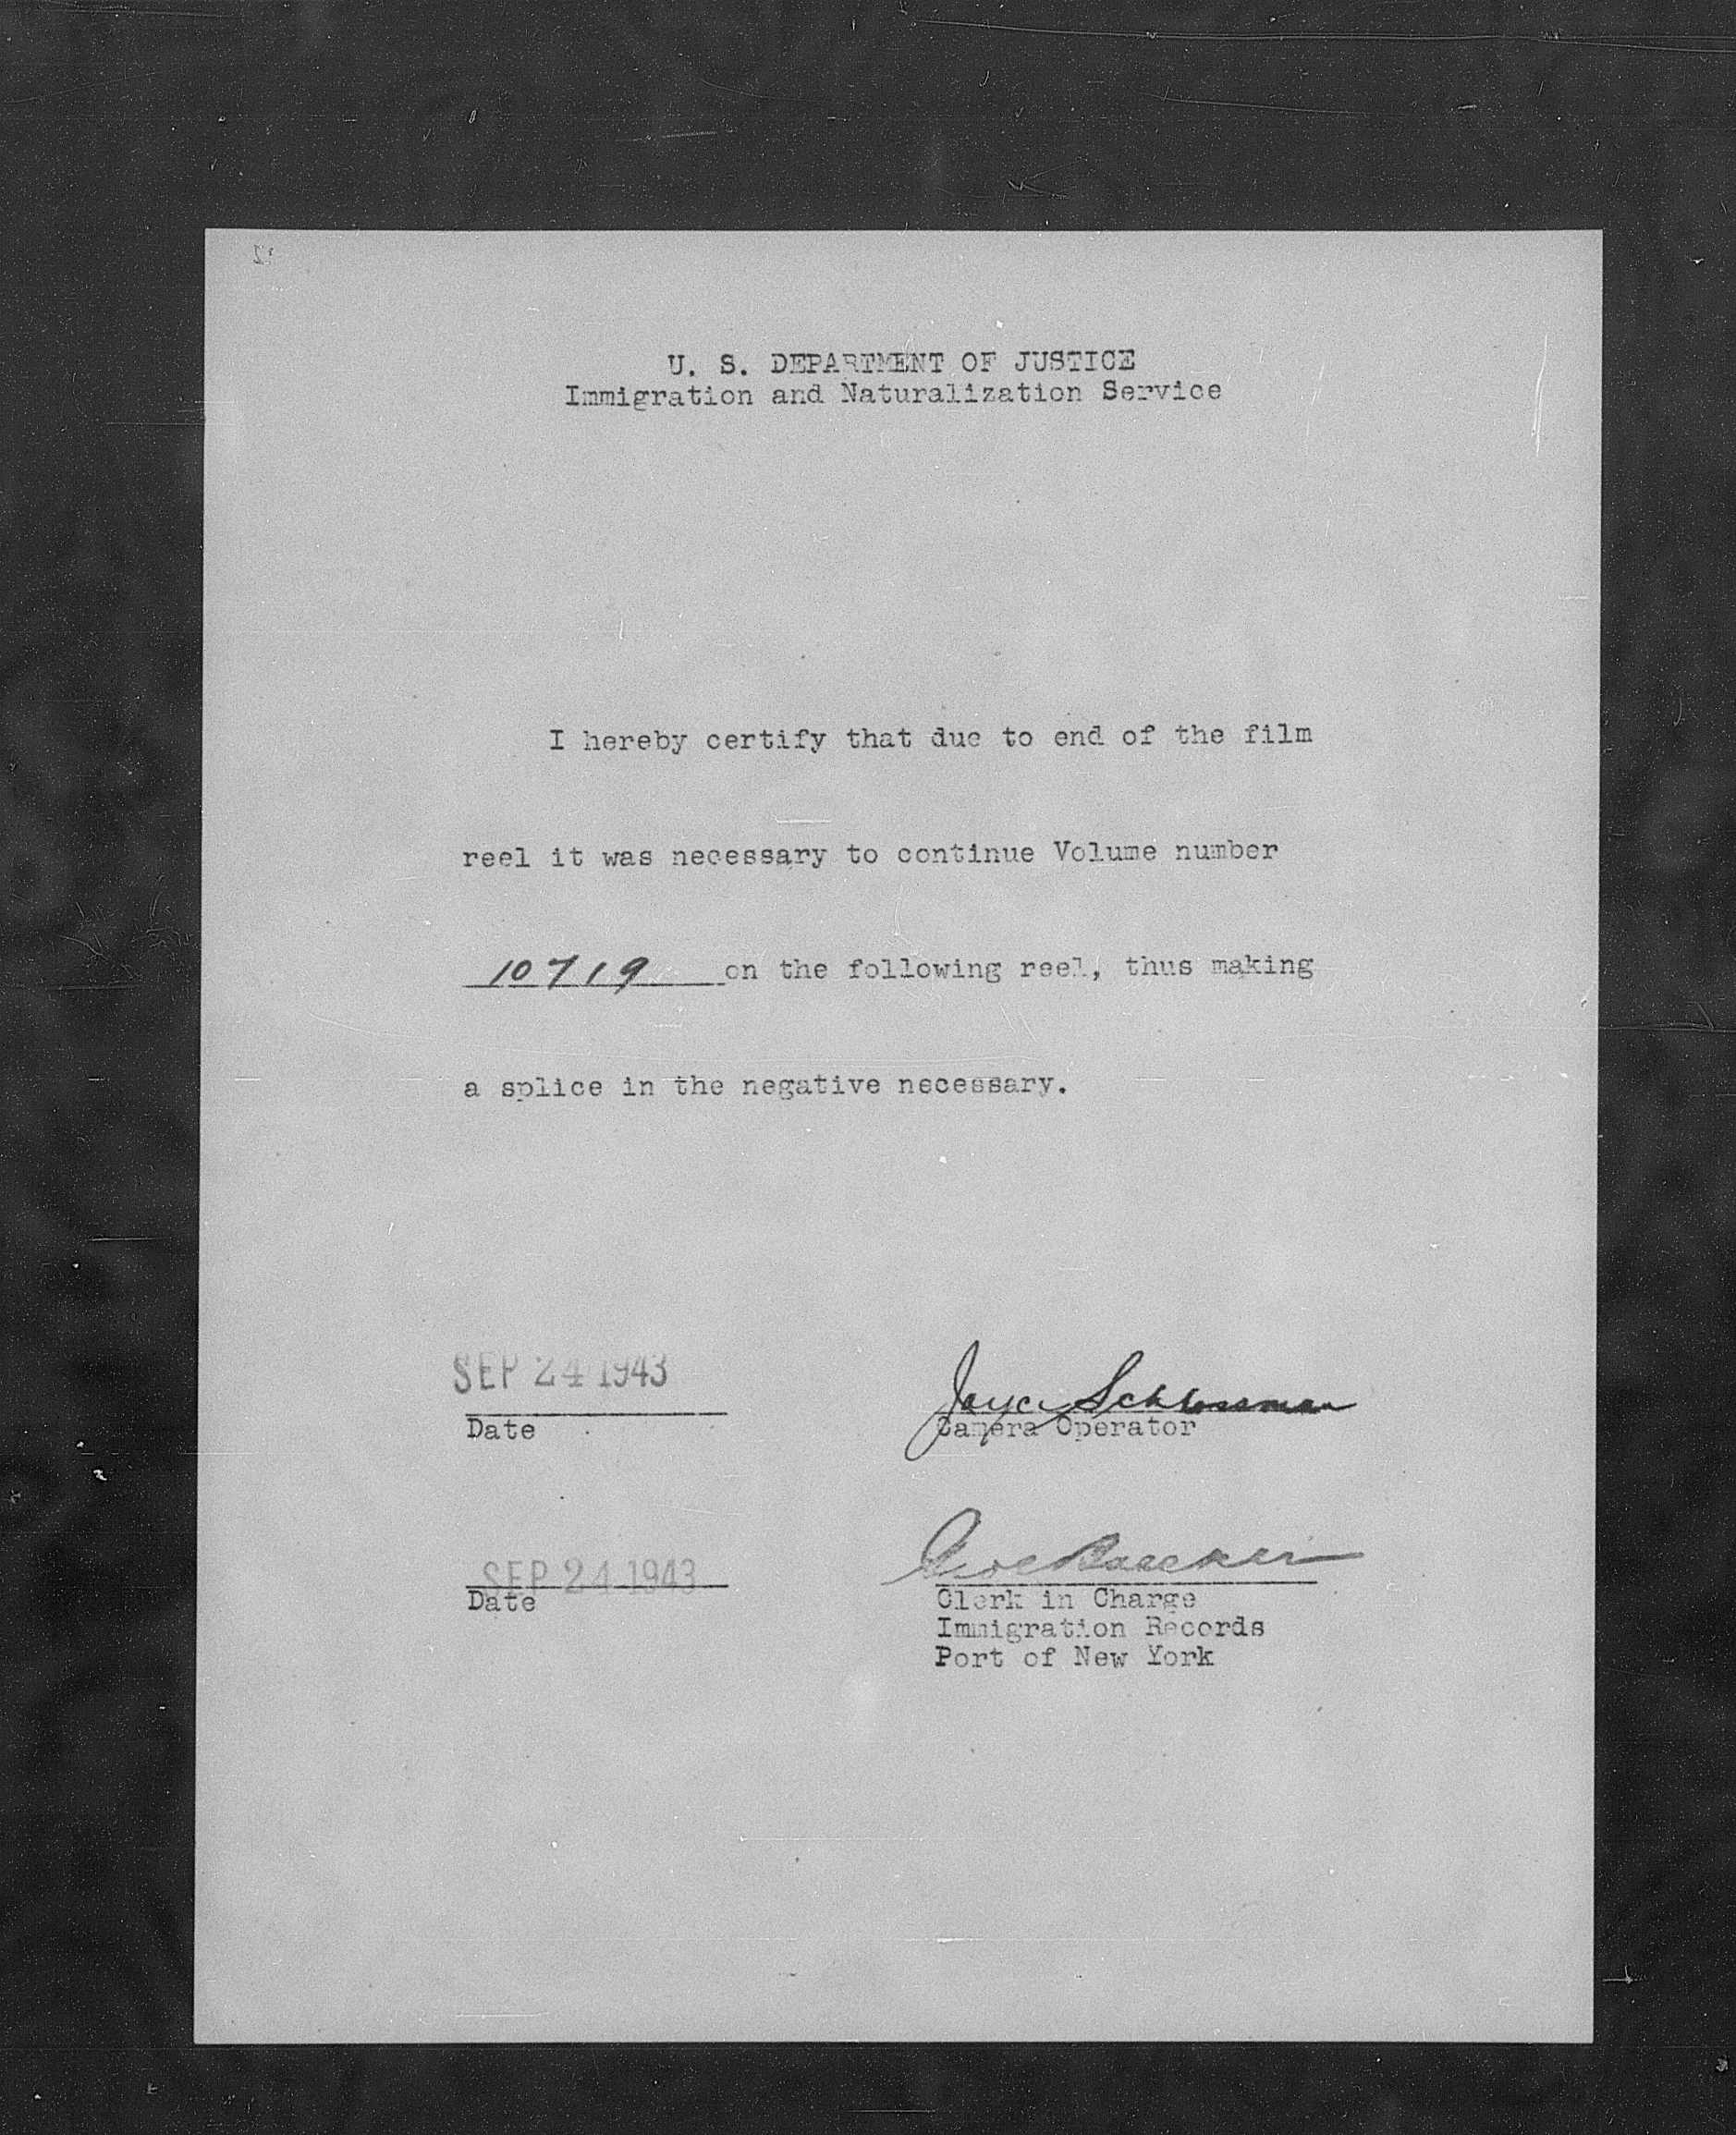 U. S. DEPARTMENT OF JUSTICE
Immigration and Naturalization Service
I hereby certify that due to end of the film
reel it was necessary to continue Volume number
10719 on the following reel, thus making
a splice in the negative necessary.
SEP 24 1943
Date
Joyce Schlossman
Camera Operator
SEP 24 1943
Date
Clerk in Charge
Immigration Records
Port of New York